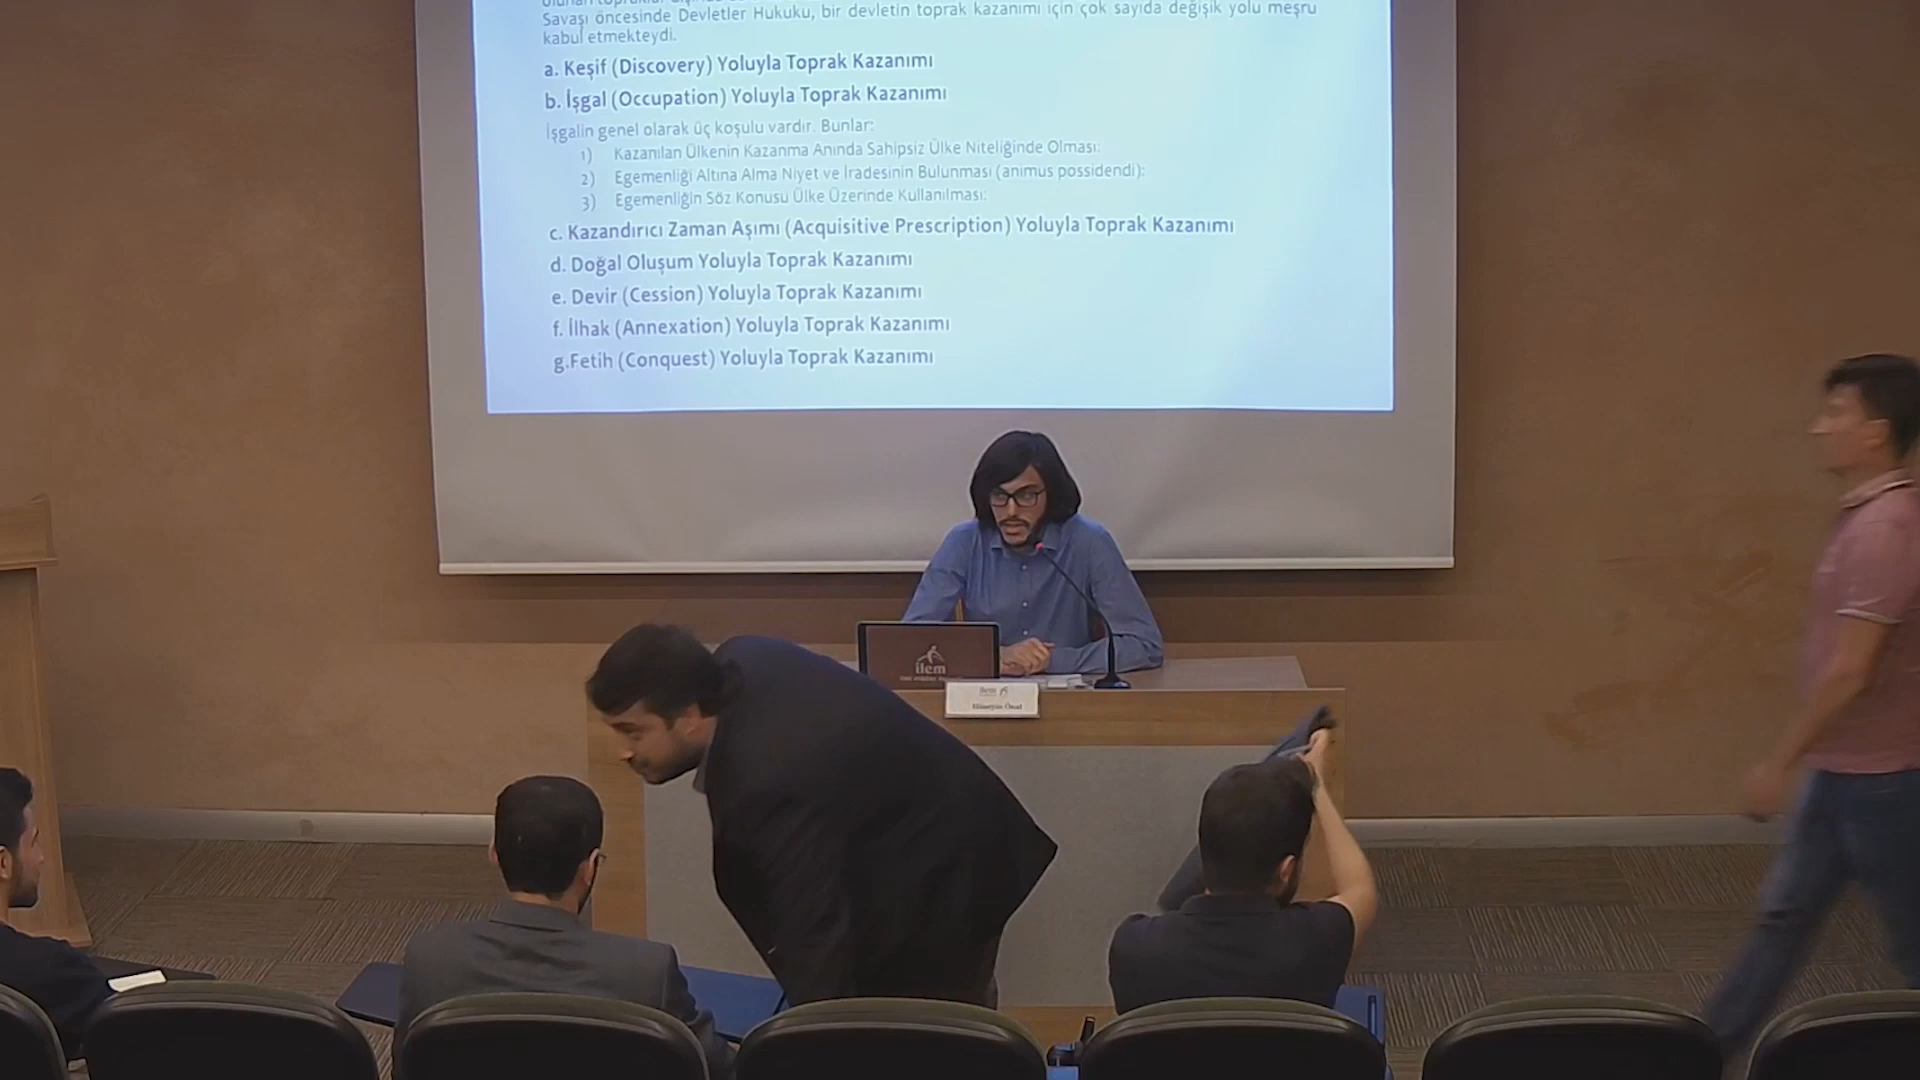 Savaşı öncesinde Devletler Hukuku, bir devletin toprak kazanımı için çok sayıda değişik yolu meşru
kabul etmekteydi.
a. Keşif (Discovery) Yoluyla Toprak Kazanımı
b. İşgal (Occupation) Yoluyla Toprak Kazanımı
İşgalin genel olarak üç koşulu vardır. Bunlar:
1) Kazanılan Ülkenin Kazanma Anında Sahipsiz Ülke Niteliğinde Olması:
2) Egemenliği Altına Alma Niyet ve İradesinin Bulunması (animus possidendi):
3) Egemenliğin Söz Konusu Ülke Üzerinde Kullanılması:
c. Kazandırıcı Zaman Aşımı (Acquisitive Prescription) Yoluyla Toprak Kazanımı
d. Doğal Oluşum Yoluyla Toprak Kazanımı
e. Devir (Cession) Yoluyla Toprak Kazanımı
f. İlhak (Annexation) Yoluyla Toprak Kazanımı
g.Fetih (Conquest) Yoluyla Toprak Kazanımı
ilem
ilem
Hüseyin Önal